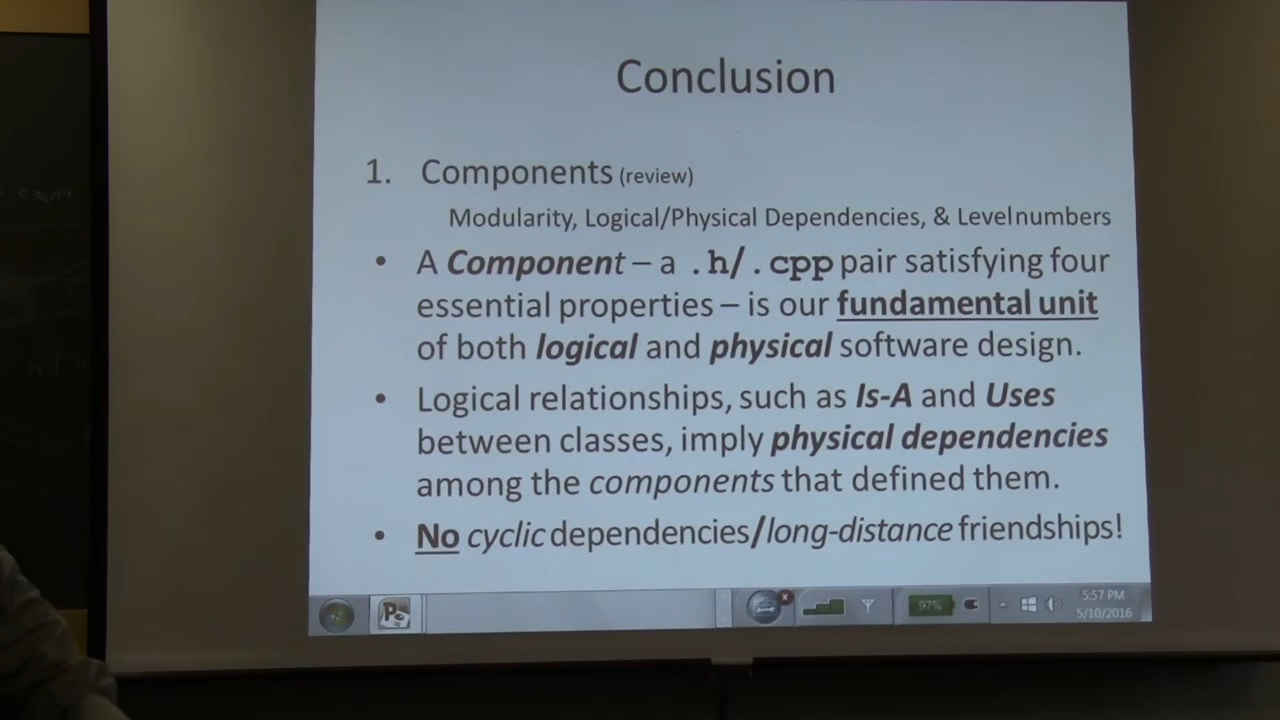 Conclusion
1. Components (review)
Modularity, Logical/Physical Dependencies, & Level numbers
• A Component – a .h/.cpp pair satisfying four
essential properties – is our fundamental unit
of both logical and physical software design.
• Logical relationships, such as Is-A and Uses
between classes, imply physical dependencies
among the components that defined them.
• No cyclic dependencies/long-distance friendships!
97%
5:57 PM
5/10/2016